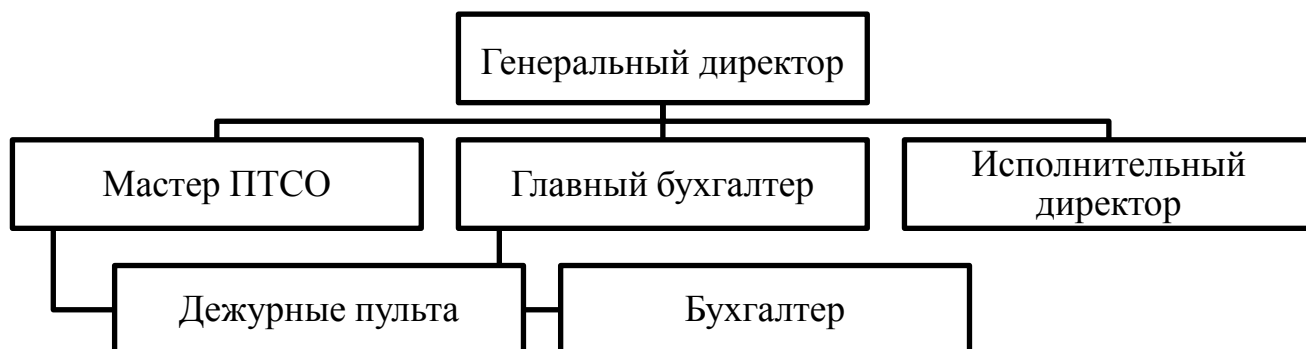 Генеральный директор
Мастер ПТСО
Главный бухгалтер
Исполнительный
директор
Дежурные пульта
Бухгалтер